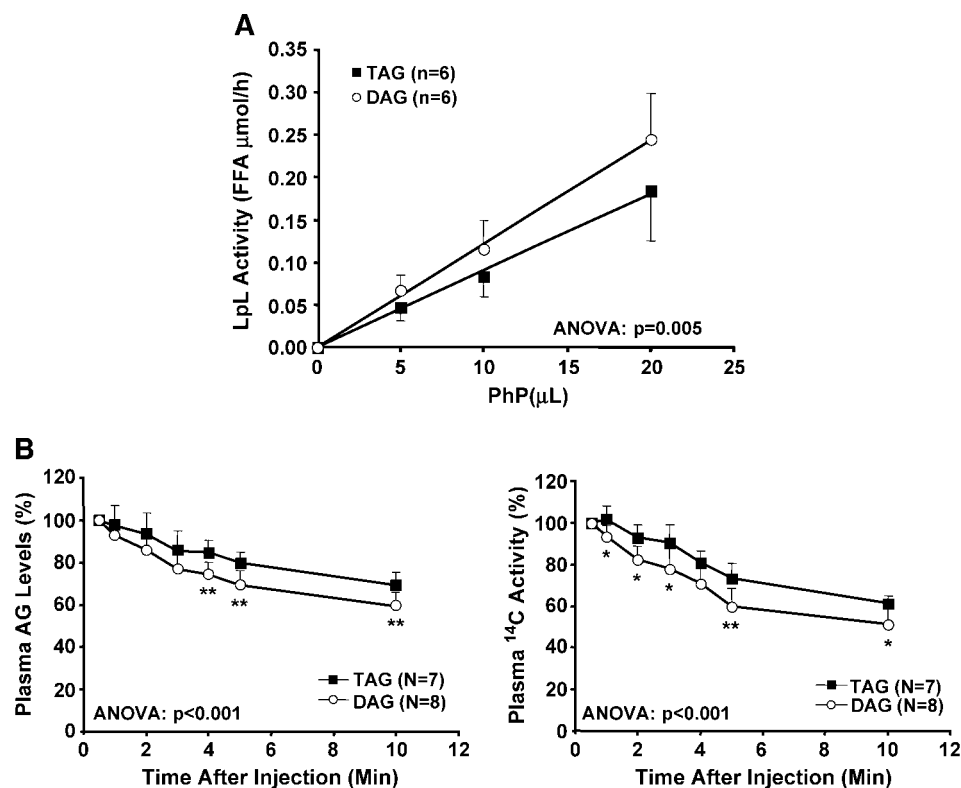 A
0.35
0.30
0.25
0.20
0.15
0.10
0.05
0.00
LpL Activity (FFA μmol/h)
TAG (n=6)
DAG (n=6)
ANOVA: p=0.005
0 5 10 15 20 25
PhP(μL)
B
120
100
80
60
40
20
0
Plasma AG Levels (%)
** ** **
TAG (N=7)
DAG (N=8)
ANOVA: p<0.001
0 2 4 6 8 10 12
Time After Injection (Min)
120
100
80
60
40
20
0
Plasma ¹⁴C Activity (%)
* * * ** *
TAG (N=7)
DAG (N=8)
ANOVA: p<0.001
0 2 4 6 8 10 12
Time After Injection (Min)